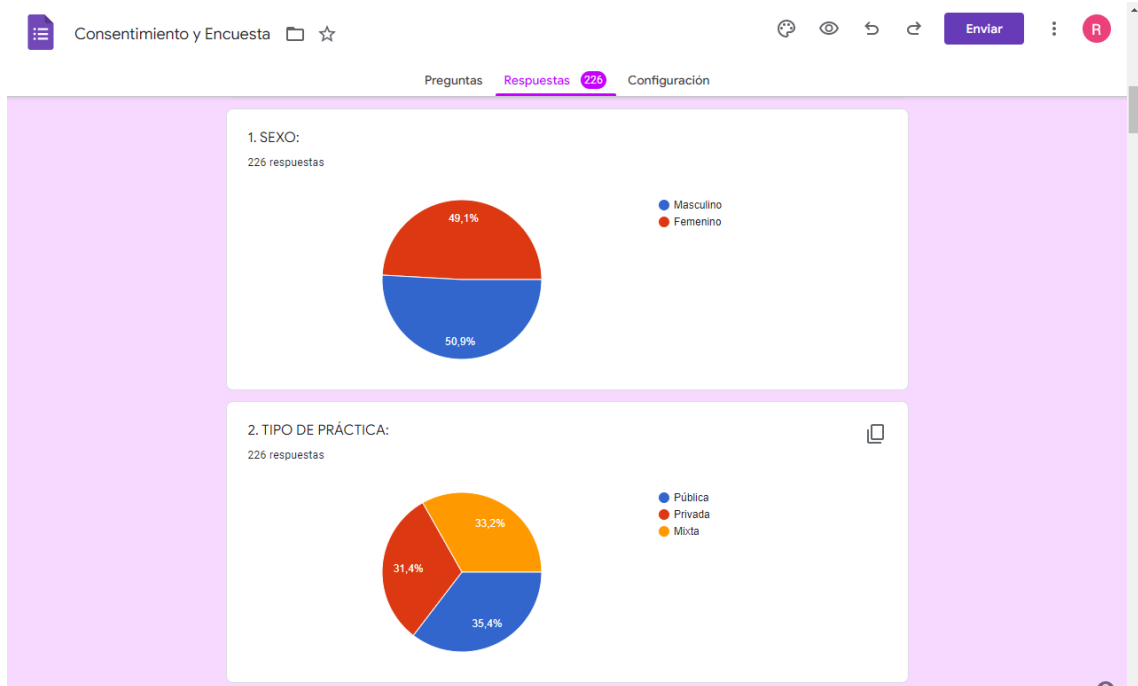 Consentimiento y Encuesta
Enviar
R
Preguntas Respuestas 226 Configuración
1. SEXO:
226 respuestas
49,1%
50,9%
Masculino
Femenino
2. TIPO DE PRÁCTICA:
226 respuestas
33,2%
31,4%
35,4%
Pública
Privada
Mixta